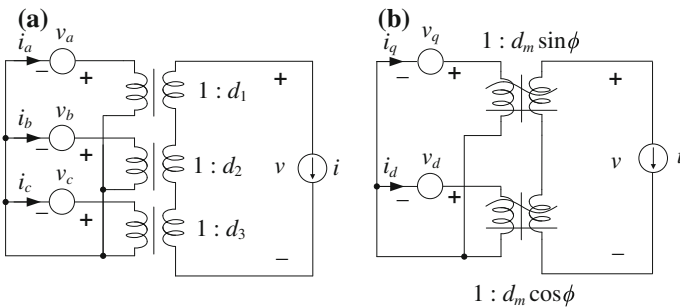 (a)
i_a v_a
− +
+
1 : d_1
i_b v_b
− +
1 : d_2
v i
i_c v_c
− +
1 : d_3
−
(b)
i_q v_q
1 : d_m sinϕ
− +
+
i_d v_d
v i
− +
−
1 : d_m cosϕ